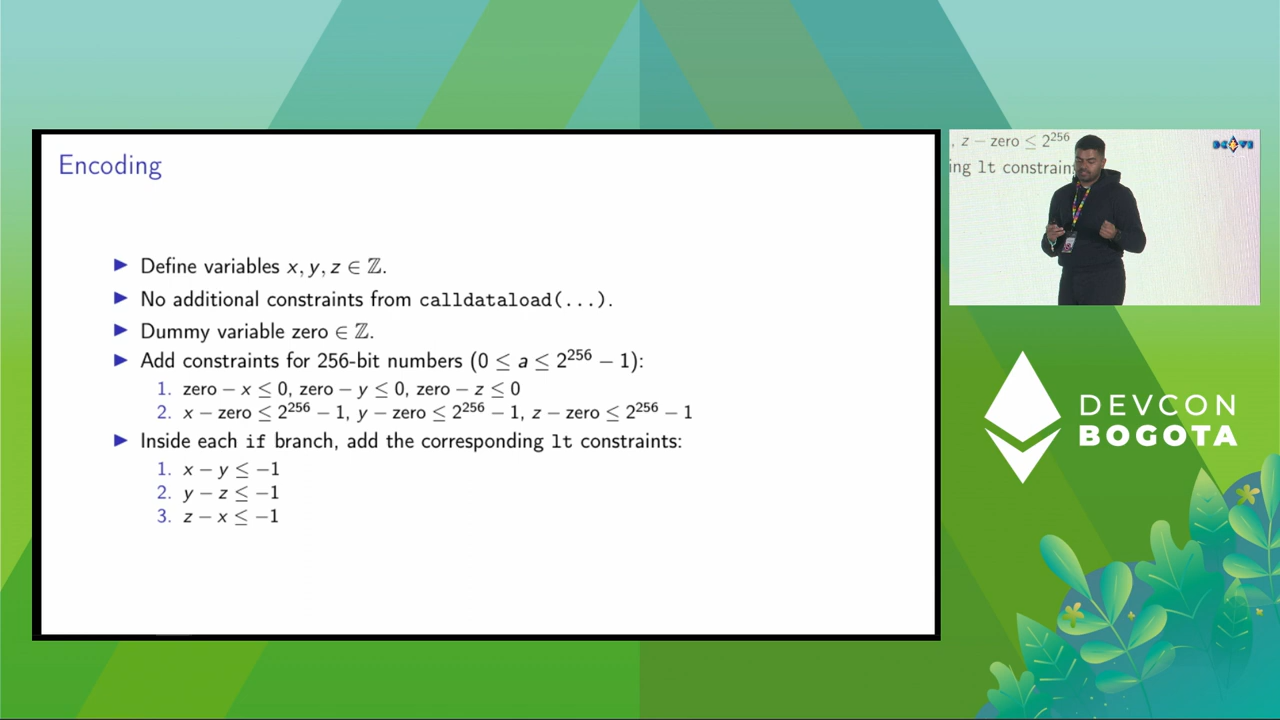 Encoding
▶ Define variables x, y, z ∈ ℤ.
▶ No additional constraints from calldataload(...).
▶ Dummy variable zero ∈ ℤ.
▶ Add constraints for 256-bit numbers (0 ≤ a ≤ 2^256 − 1):
1. zero − x ≤ 0, zero − y ≤ 0, zero − z ≤ 0
2. x − zero ≤ 2^256 − 1, y − zero ≤ 2^256 − 1, z − zero ≤ 2^256 − 1
▶ Inside each if branch, add the corresponding lt constraints:
1. x − y ≤ −1
2. y − z ≤ −1
3. z − x ≤ −1
, z − zero ≤ 2^256
ing lt constrain
DEVCON
BOGOTA